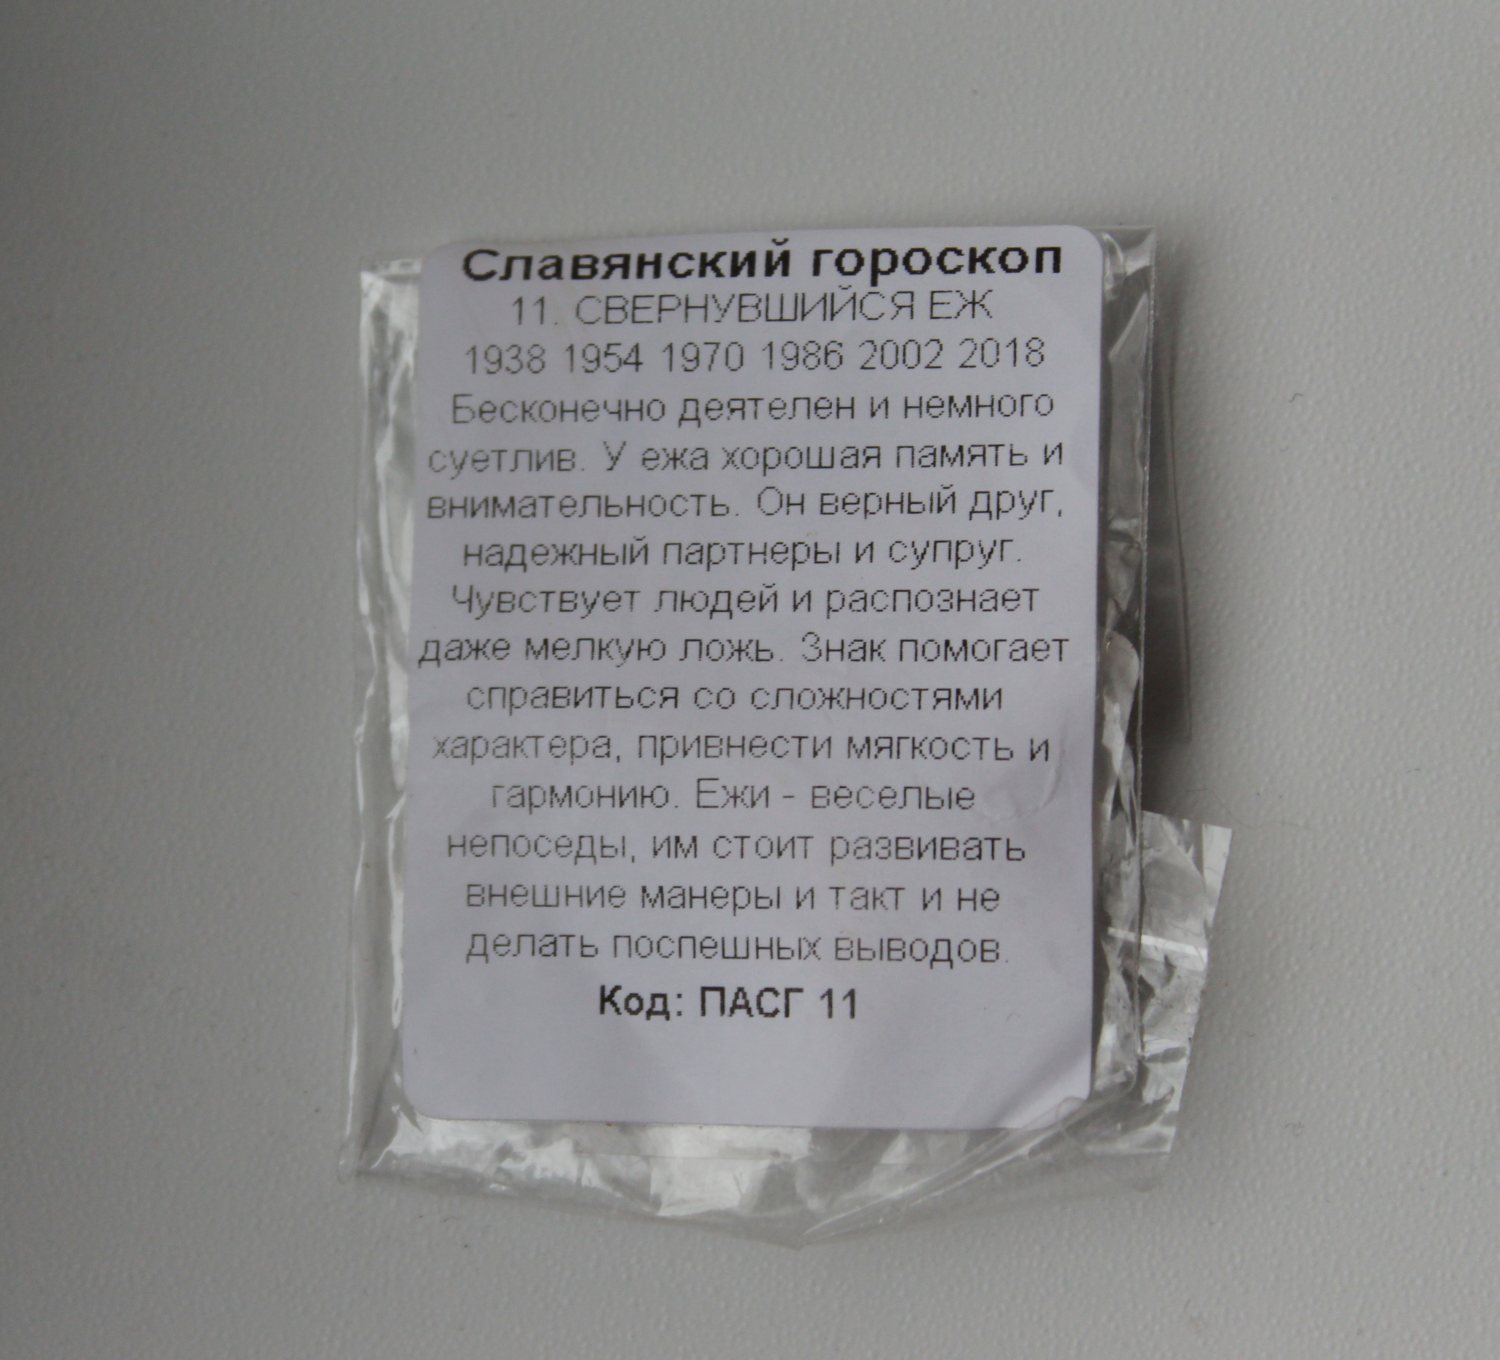 Славянский гороскоп
11. СВЕРНУВШИЙСЯ ЕЖ
1938 1954 1970 1986 2002 2018
Бесконечно деятелен и немного
суетлив. У ежа хорошая память и
внимательность. Он верный друг,
надежный партнеры и супруг.
Чувствует людей и распознает
даже мелкую ложь. Знак помогает
справиться со сложностями
характера, привнести мягкость и
гармонию. Ежи - веселые
непоседы, им стоит развивать
внешние манеры и такт и не
делать поспешных выводов.
Код: ПАСГ 11